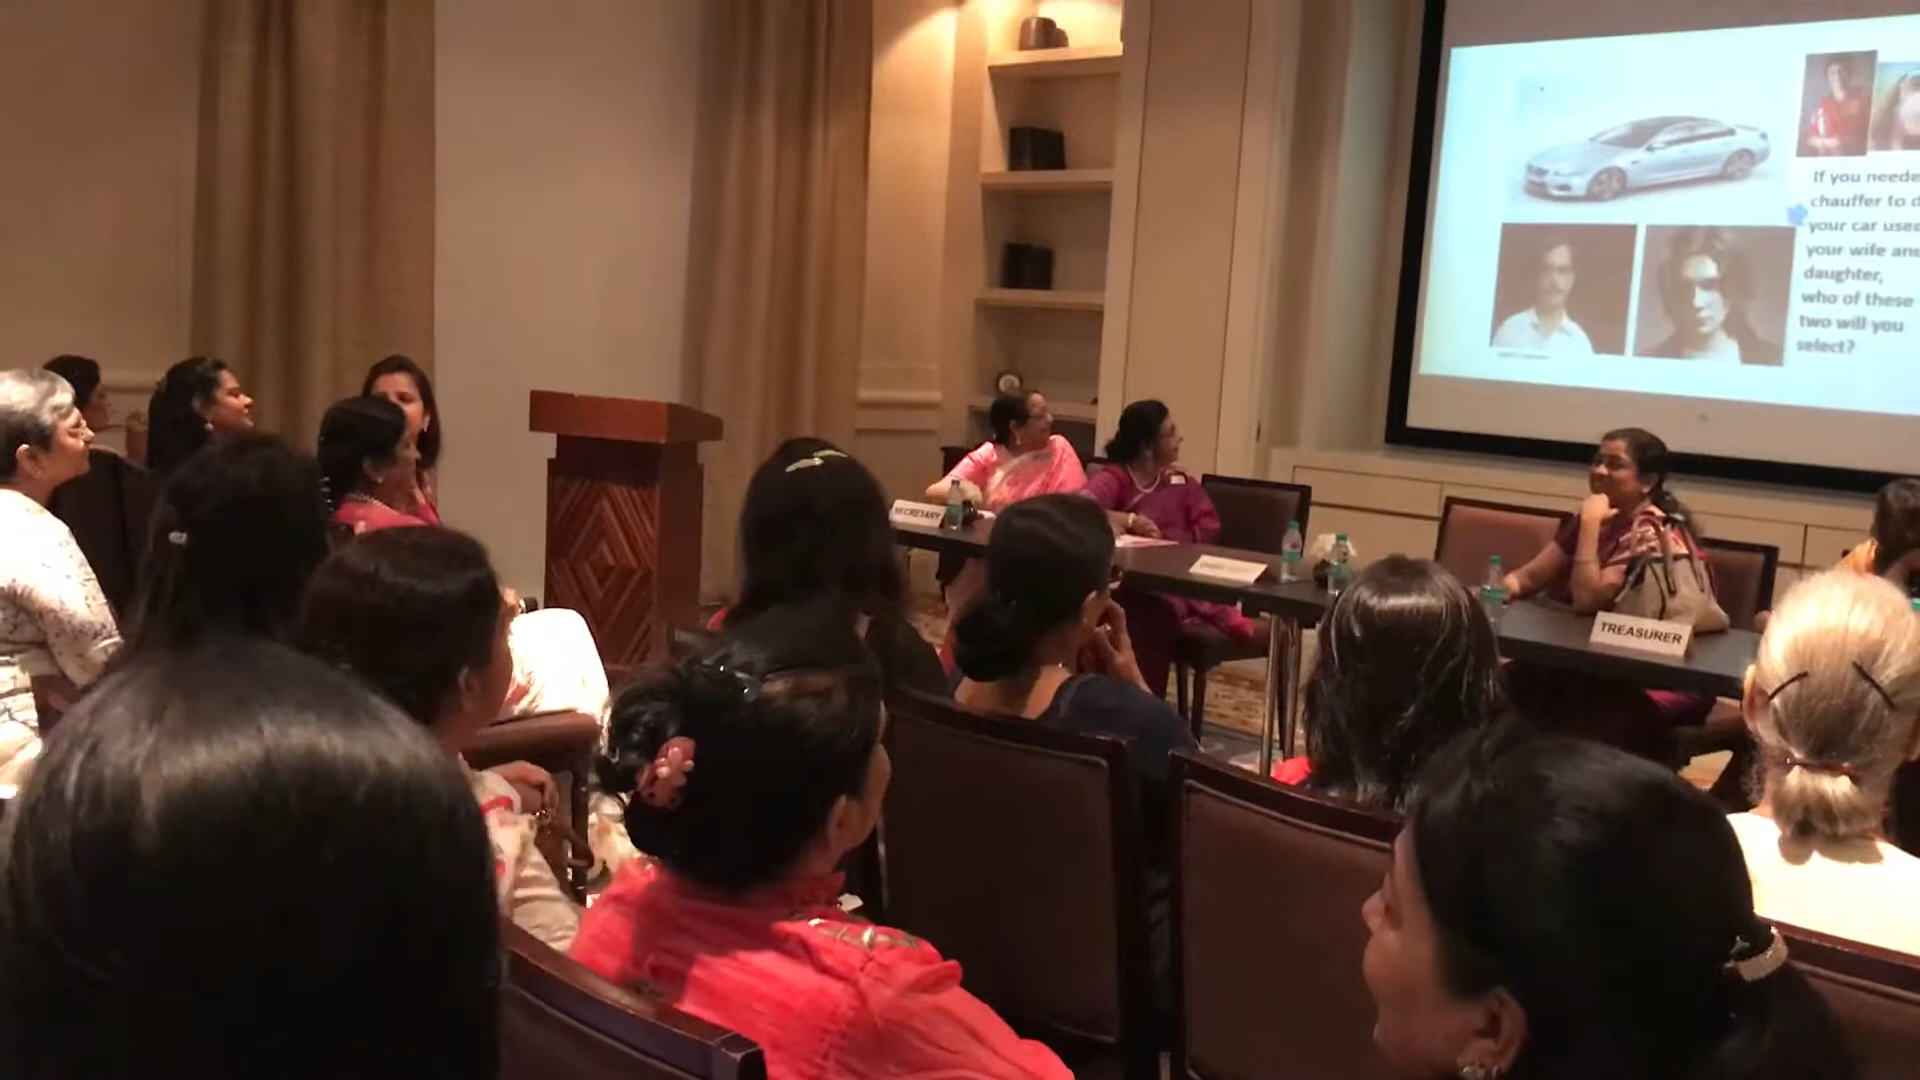 If you neede
chauffer to d
your car used
your wife and
daughter,
who of these
two will you
select?
SECRETARY
TREASURER